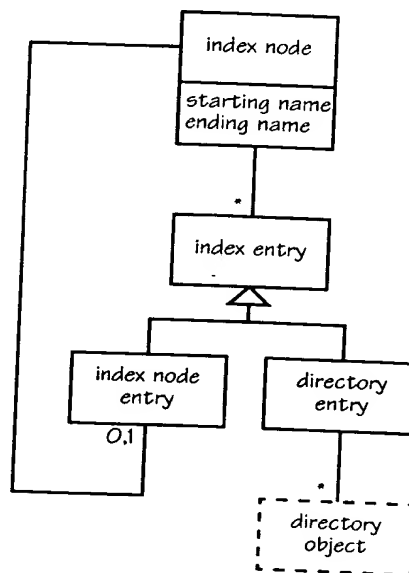 index node
starting name
ending name
*
index entry
index node
entry
directory
entry
0,1
*
directory
object